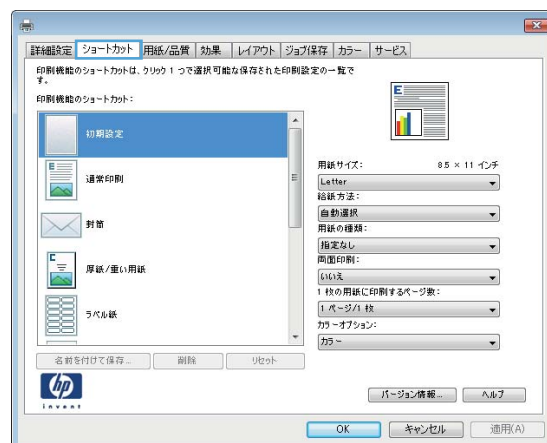 詳細設定 ショートカット 用紙/品質 効果 レイアウト ジョブ保存 カラー サービス
印刷機能のショートカットは、クリック 1 つで選択可能な保存された印刷設定の一覧で
す。
印刷機能のショートカット:
初期設定
通常印刷
封筒
厚紙/重い用紙
ラベル紙
名前を付けて保存... 削除 リセット
E
用紙サイズ: 8.5 × 11 インチ
Letter
給紙方法:
自動選択
用紙の種類:
指定なし
両面印刷:
いいえ
1 枚の用紙に印刷するページ数:
1 ページ/1 枚
カラーオプション:
カラー
hp
invent
バージョン情報... ヘルプ
OK キャンセル 適用(A)